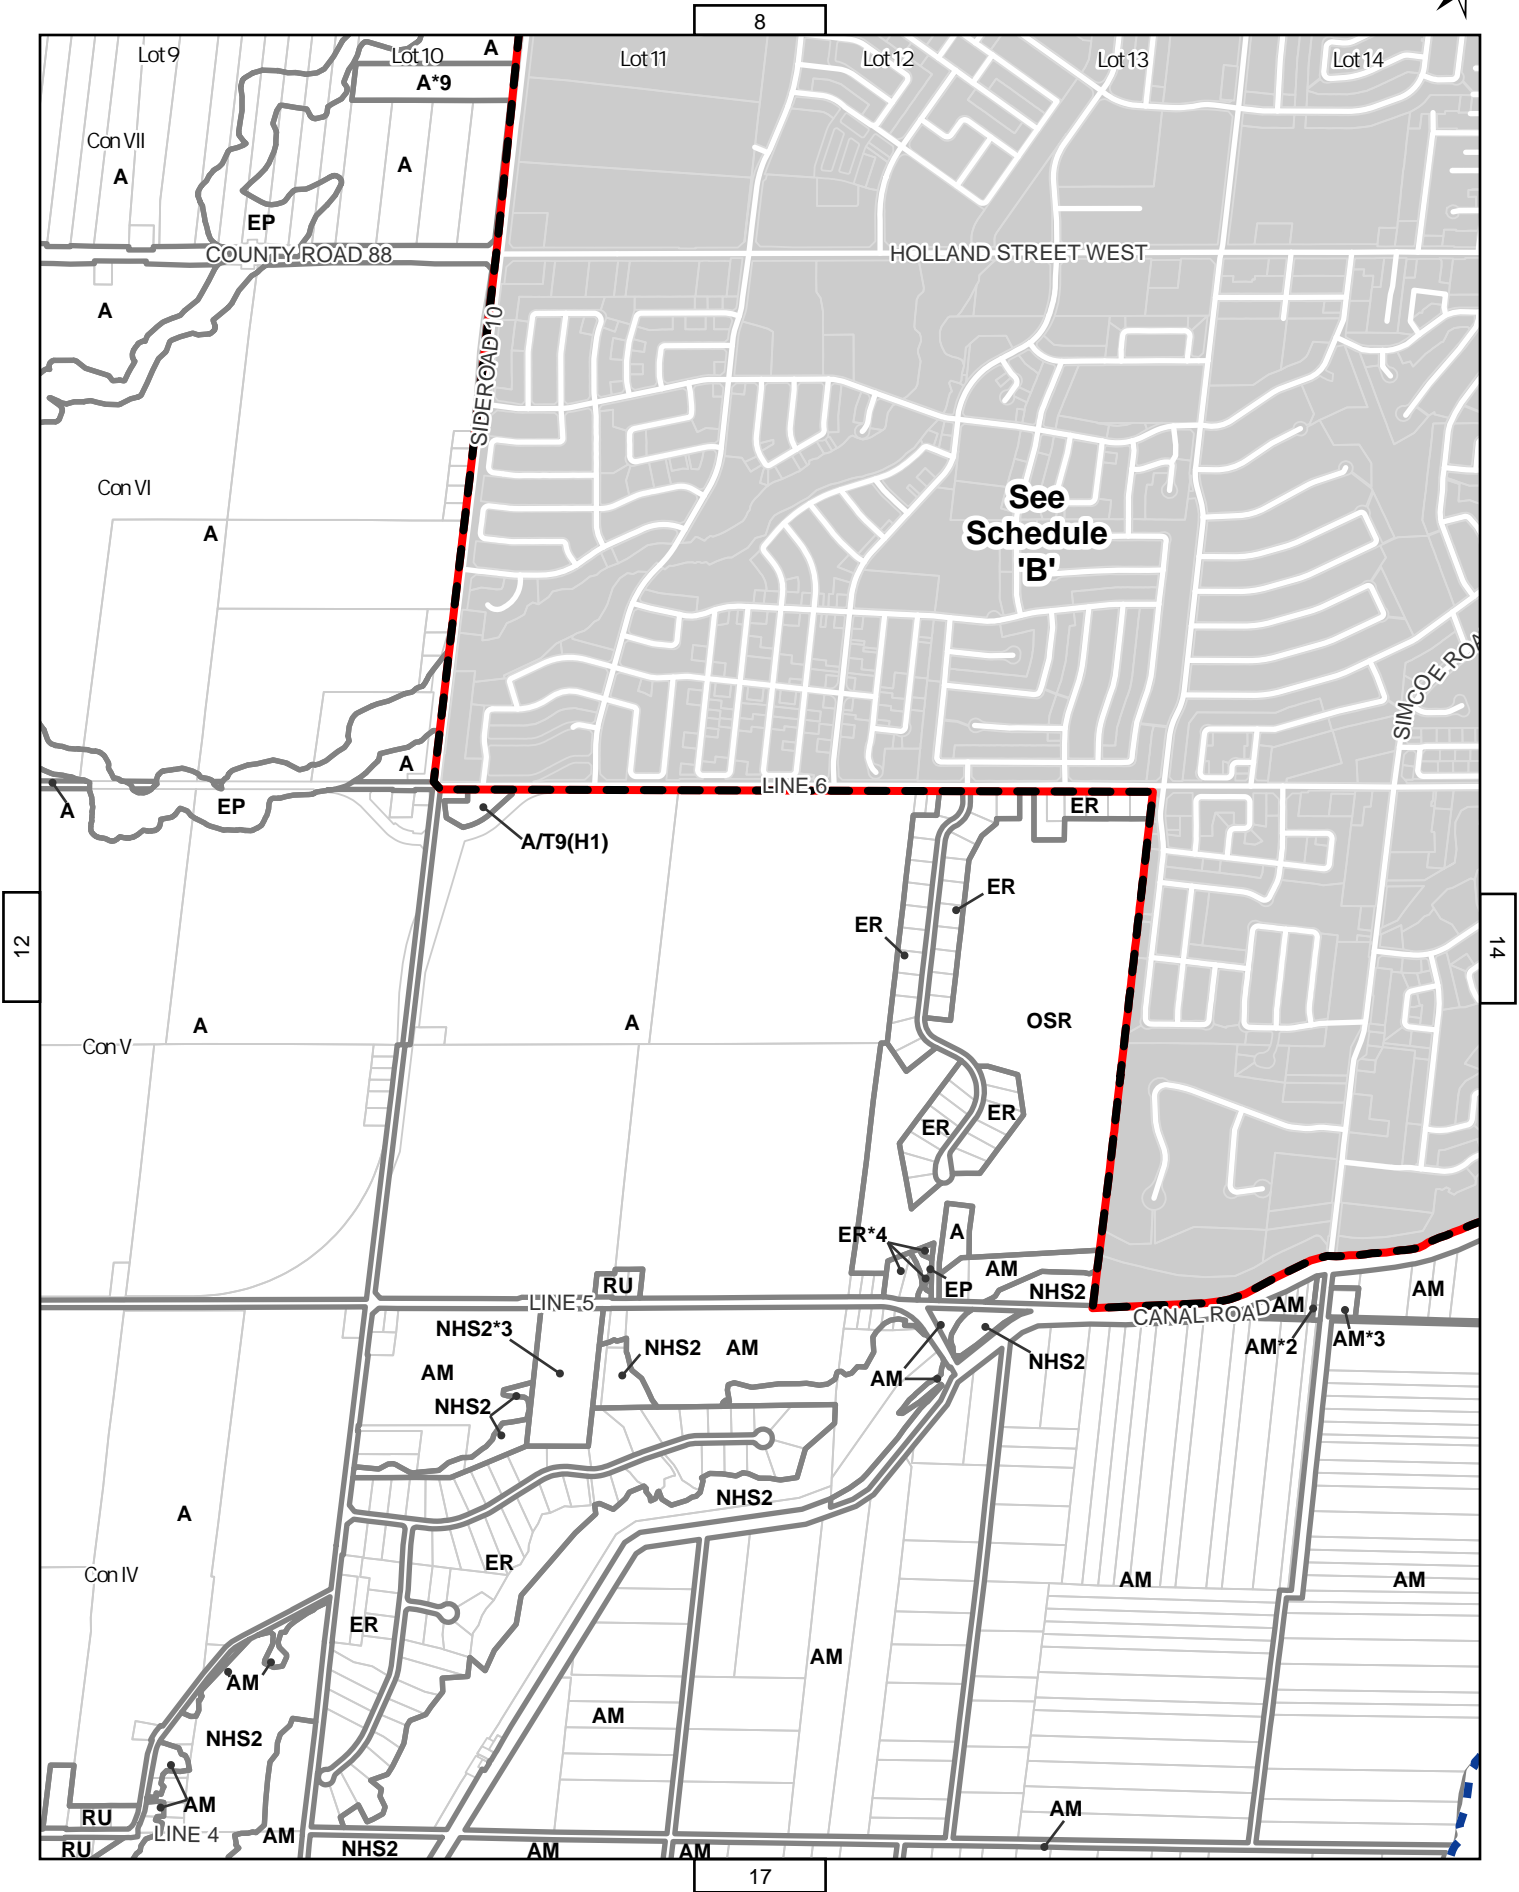 8
Lot 9
Lot 10
A
Lot 11
Lot 12
Lot 13
Lot 14
A*9
Con VII
A
A
EP
COUNTY ROAD 88
HOLLAND STREET WEST
A
SIDEROAD 10
Con VI
See
Schedule
'B'
A
SIMCOE ROA
A
A
EP
LINE 6
ER
A/T9(H1)
ER
ER
12
14
A
A
OSR
Con V
ER
ER
ER*4
A
AM
EP
NHS2
RU
LINE 5
CANAL ROAD
AM
AM
NHS2*3
NHS2
AM
AM*2
AM*3
NHS2
AM
AM
NHS2
NHS2
A
ER
Con IV
AM
AM
ER
AM
AM
NHS2
AM
AM
RU
AM
LINE 4
RU
AM
NHS2
AM
AM
17